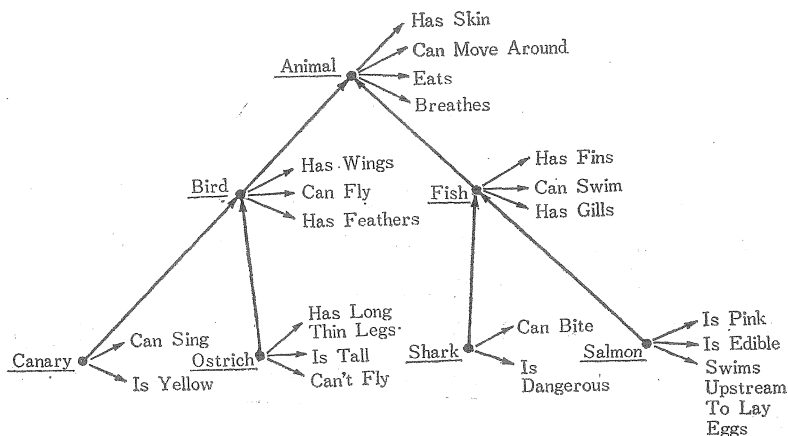 Has Skin
Can Move Around
Animal
Eats
Breathes
Has Wings
Bird
Can Fly
Has Feathers
Has Fins
Fish
Can Swim
Has Gills
Canary
Can Sing
Is Yellow
Ostrich
Has Long
Thin Legs
Is Tall
Can't Fly
Shark
Can Bite
Is
Dangerous
Salmon
Is Pink
Is Edible
Swims
Upstream
To Lay
Eggs